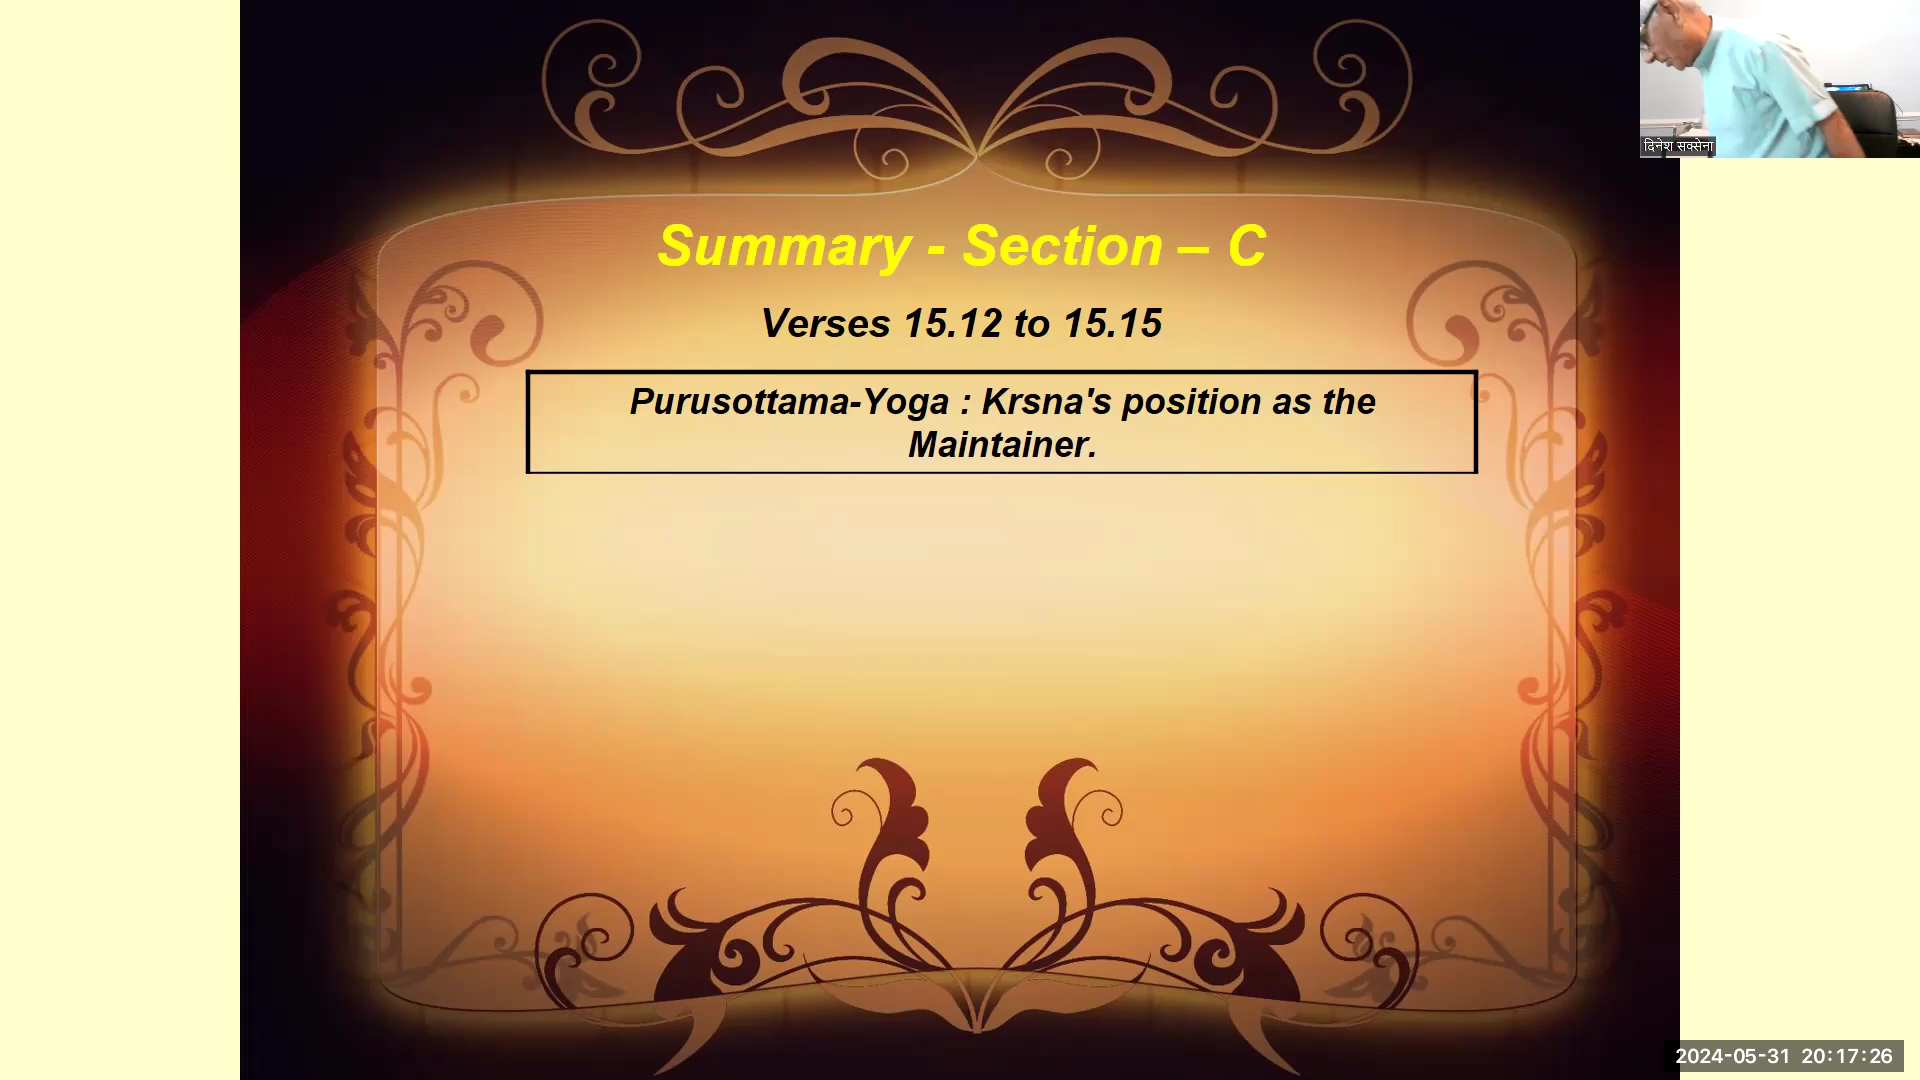 दिनेश सक्सेना
Summary - Section – C
Verses 15.12 to 15.15
Purusottama-Yoga : Krsna's position as the
Maintainer.
2024-05-31 20:17:26